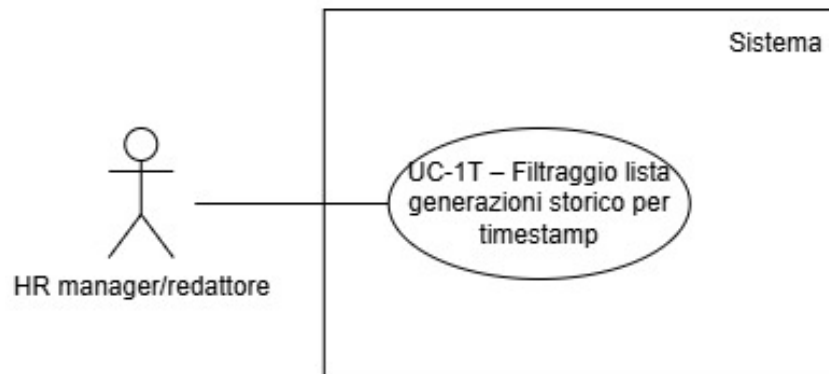 Sistema
UC-1T – Filtraggio lista
generazioni storico per
timestamp
HR manager/redattore